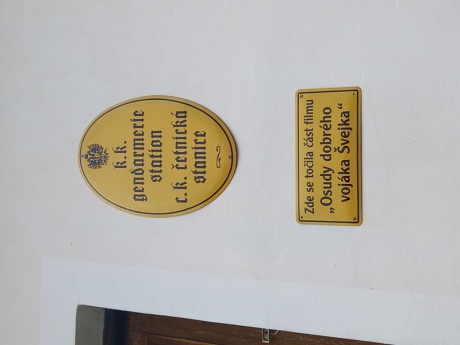 k.k.
gendarmerie
station
c.k. četnická
stanice
Zde se točila část filmu
„Osudy dobrého
vojáka Švejka“